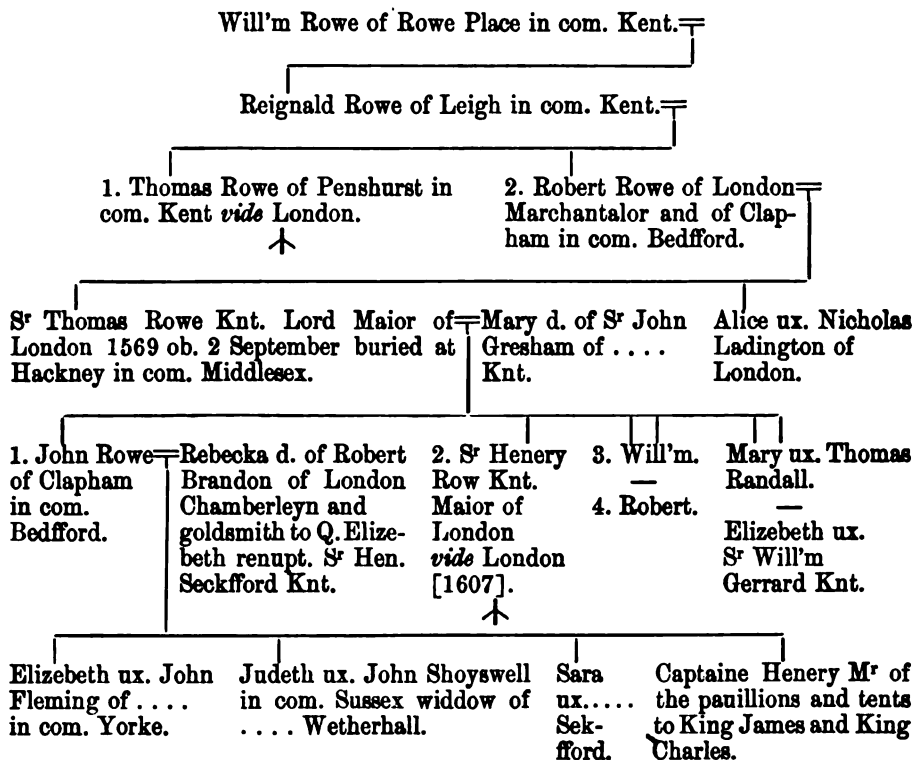 Will'm Rowe of Rowe Place in com. Kent.
Reignald Rowe of Leigh in com. Kent.
1. Thomas Rowe of Penshurst in
com. Kent vide London.
2. Robert Rowe of London
Marchantalor and of Clap-
ham in com. Bedfford.
Sr Thomas Rowe Knt. Lord Maior of
London 1569 ob. 2 September buried at
Hackney in com. Middlesex.
Mary d. of Sr John
Gresham of . . . .
Knt.
Alice ux. Nicholas
Ladington of
London.
1. John Rowe
of Clapham
in com.
Bedfford.
Rebecka d. of Robert
Brandon of London
Chamberleyn and
goldsmith to Q. Elize-
beth renupt. Sr Hen.
Seckfford Knt.
2. Sr Henery
Row Knt.
Maior of
London
vide London
[1607].
3. Will'm.
—
4. Robert.
Mary ux. Thomas
Randall.
—
Elizebeth ux.
Sr Will'm
Gerrard Knt.
Elizebeth ux. John
Fleming of . . . .
in com. Yorke.
Judeth ux. John Shoyswell
in com. Sussex widdow of
. . . . Wetherhall.
Sara
ux. . . . .
Sek-
fford.
Captaine Henery Mr of
the pauillions and tents
to King James and King
Charles.